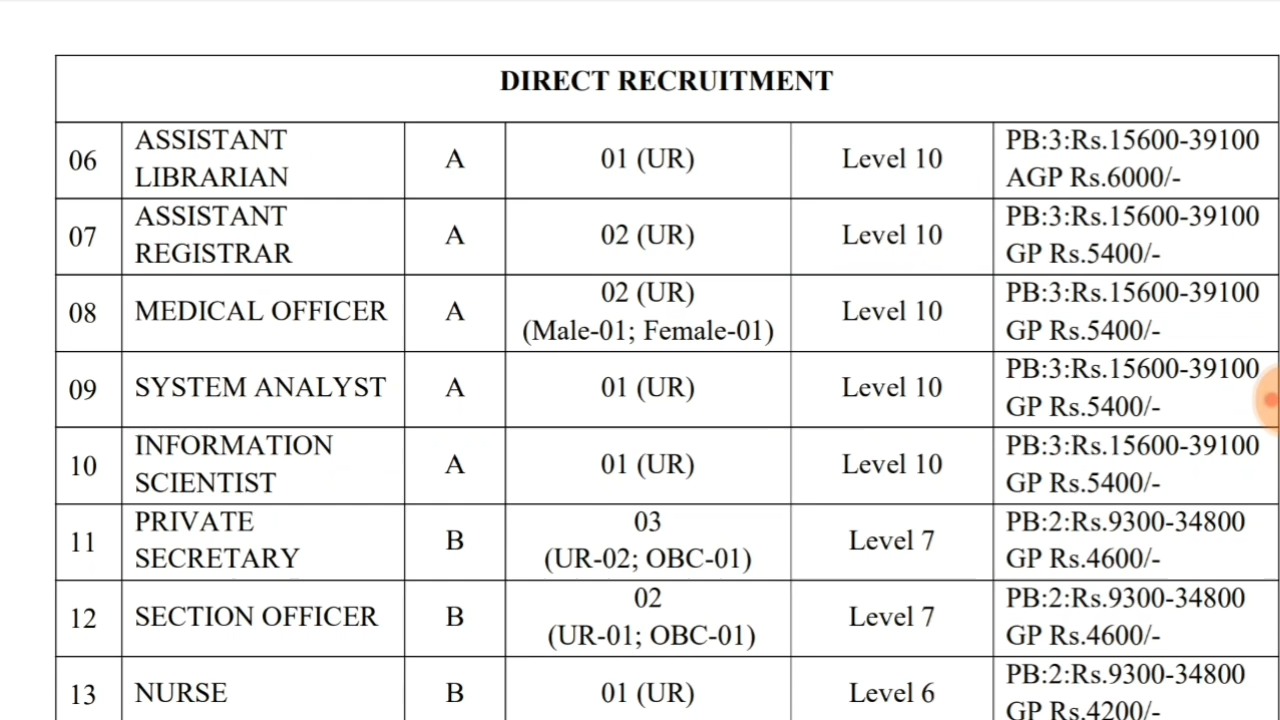 DIRECT RECRUITMENT
06 ASSISTANT LIBRARIAN A 01 (UR) Level 10 PB:3:Rs.15600-39100 AGP Rs.6000/-
07 ASSISTANT REGISTRAR A 02 (UR) Level 10 PB:3:Rs.15600-39100 GP Rs.5400/-
08 MEDICAL OFFICER A 02 (UR) (Male-01; Female-01) Level 10 PB:3:Rs.15600-39100 GP Rs.5400/-
09 SYSTEM ANALYST A 01 (UR) Level 10 PB:3:Rs.15600-39100 GP Rs.5400/-
10 INFORMATION SCIENTIST A 01 (UR) Level 10 PB:3:Rs.15600-39100 GP Rs.5400/-
11 PRIVATE SECRETARY B 03 (UR-02; OBC-01) Level 7 PB:2:Rs.9300-34800 GP Rs.4600/-
12 SECTION OFFICER B 02 (UR-01; OBC-01) Level 7 PB:2:Rs.9300-34800 GP Rs.4600/-
13 NURSE B 01 (UR) Level 6 PB:2:Rs.9300-34800 GP Rs.4200/-